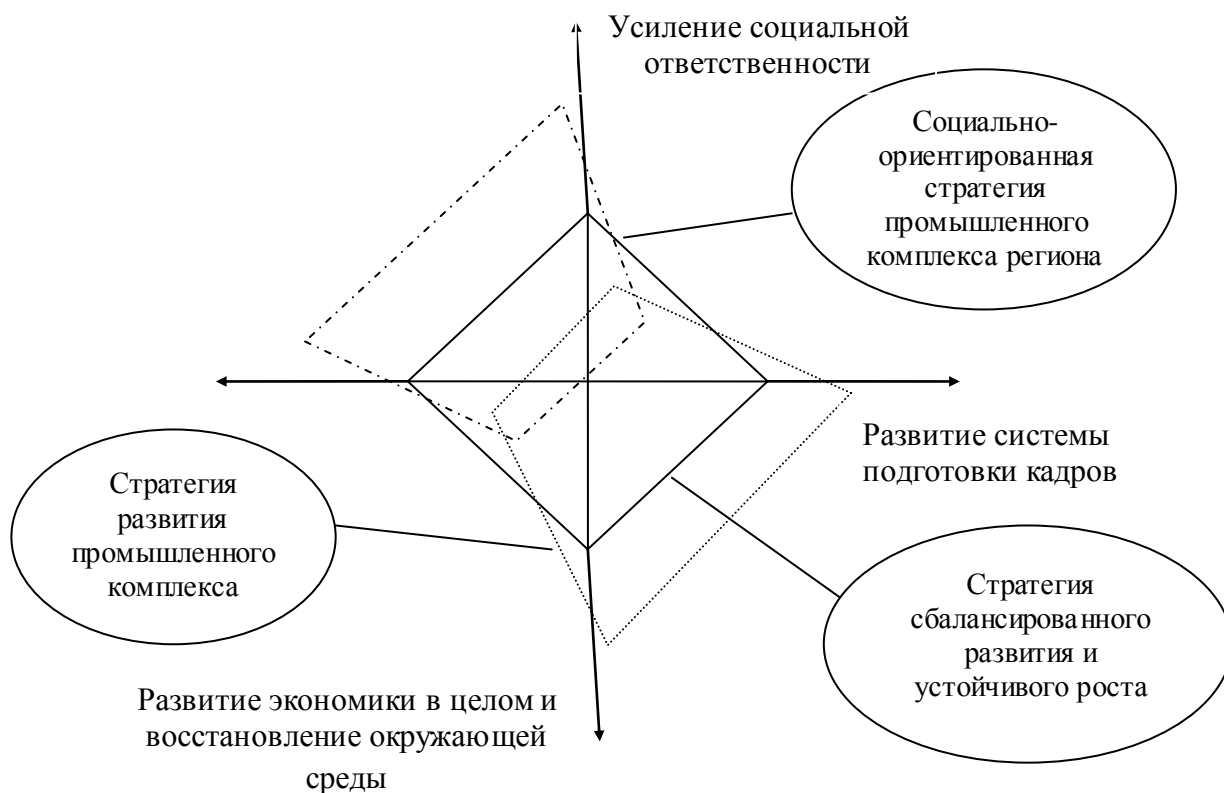 Усиление социальной
ответственности
Социально-
ориентированная
стратегия
промышленного
комплекса региона
Развитие системы
подготовки кадров
Стратегия
развития
промышленного
комплекса
Стратегия
сбалансированного
развития и
устойчивого роста
Развитие экономики в целом и
восстановление окружающей
среды